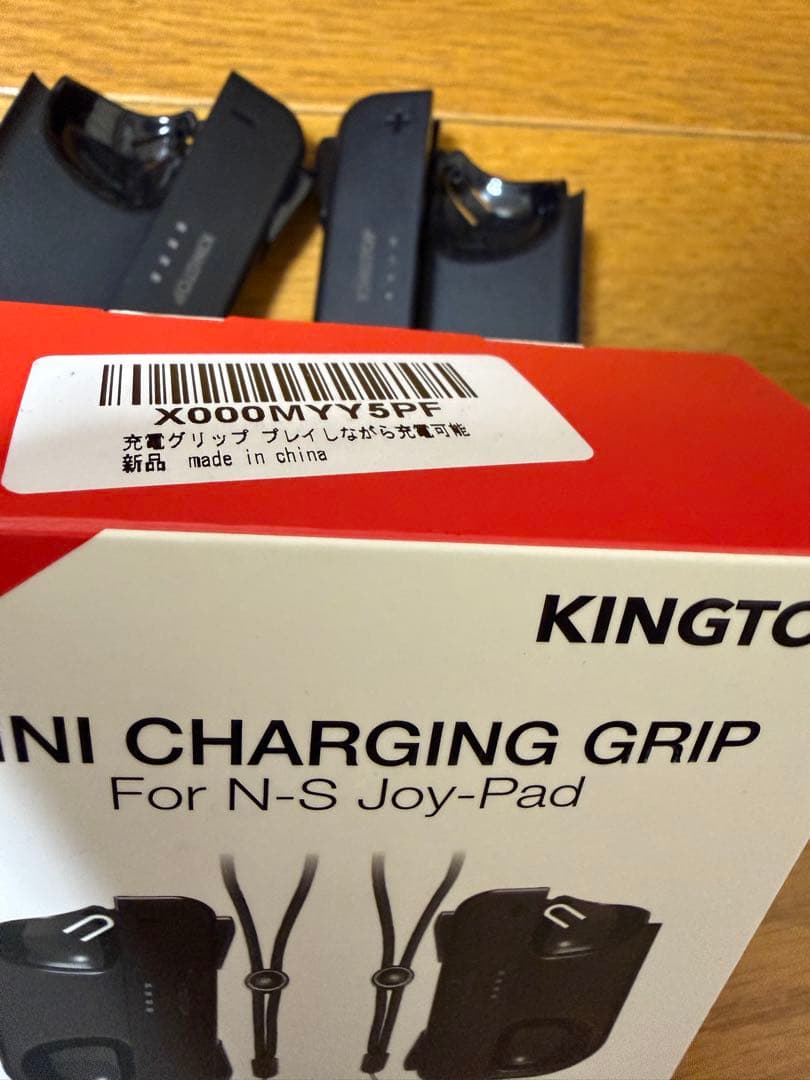 X000MYY5PF
充電グリップ プレイしながら充電可能
新品 made in china
KINGTO
INI CHARGING GRIP
For N-S Joy-Pad